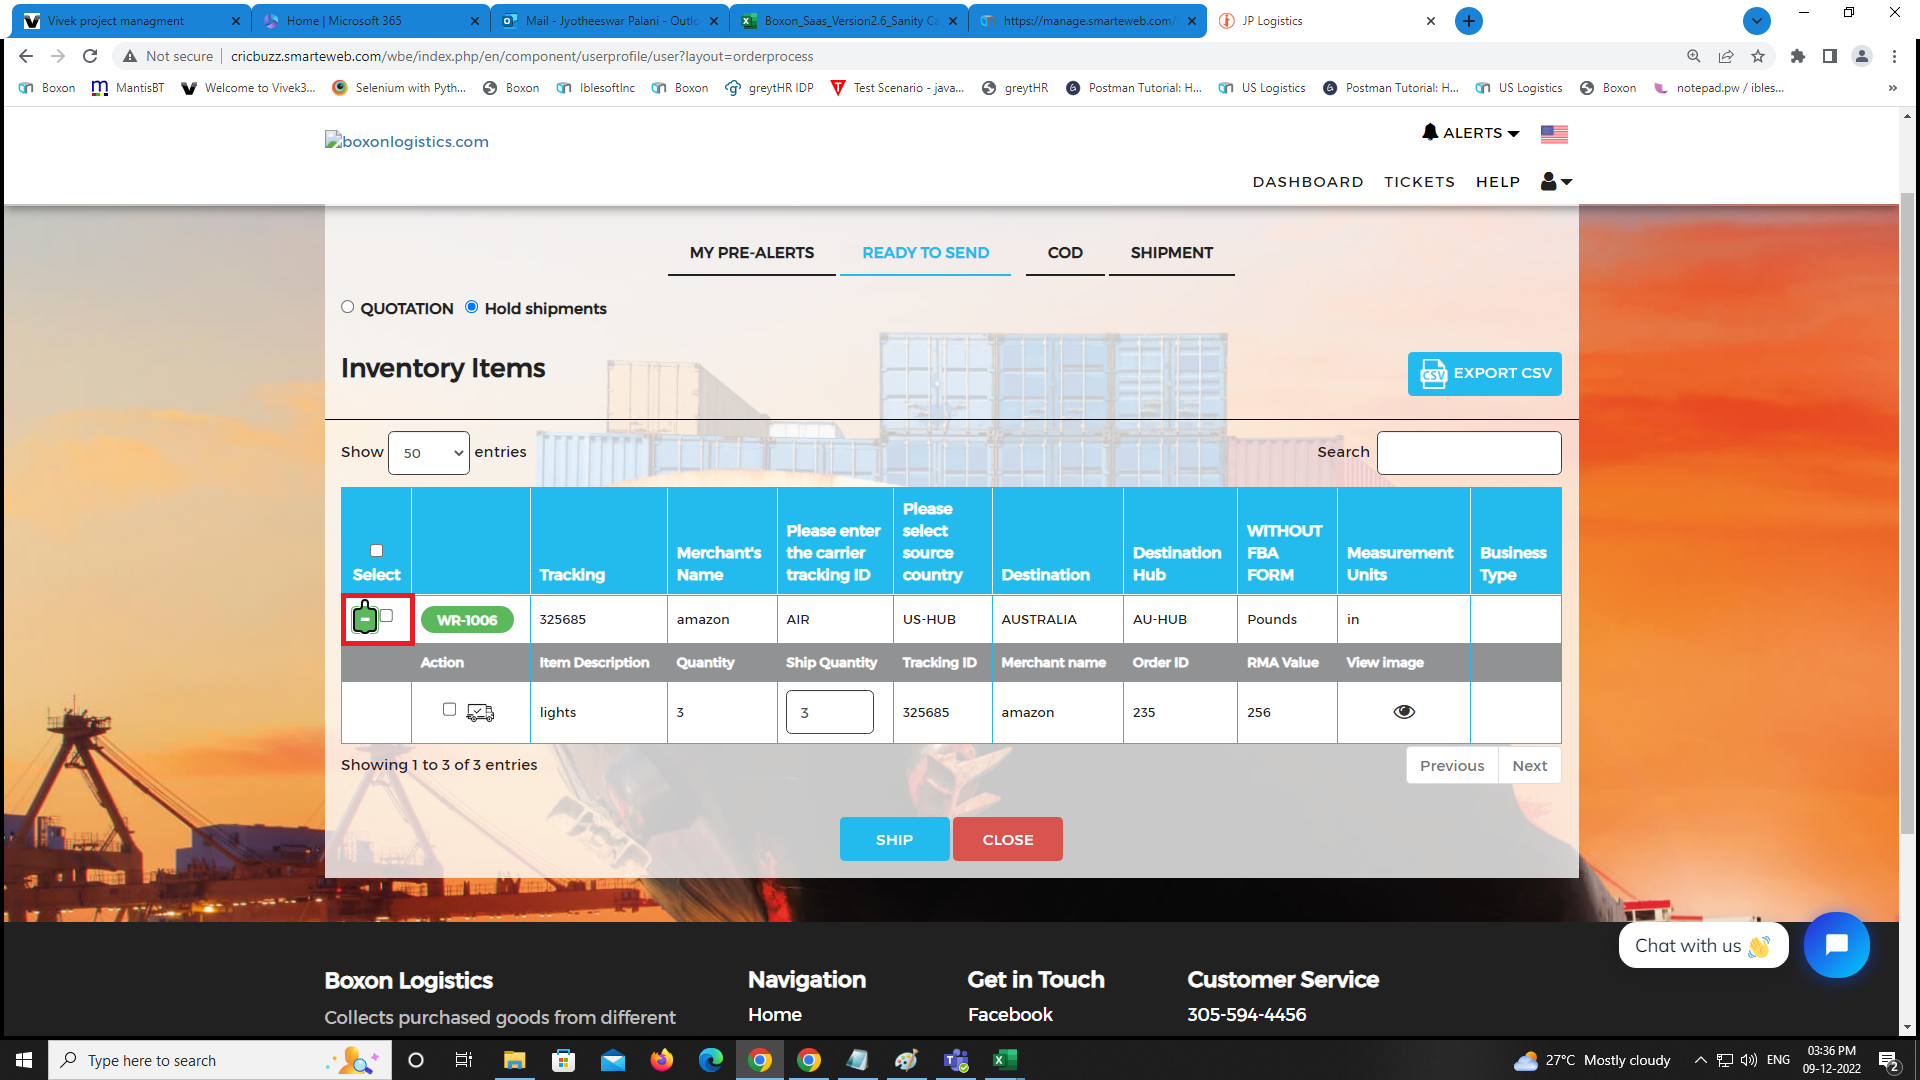 Vivek project managment
Home | Microsoft 365
Mail - Jyotheeswar Palani - Outlo
Boxon_Saas_Version2.6_Sanity Ca
https://manage.smarteweb.com/
JP Logistics
Not secure
cricbuzz.smarteweb.com/wbe/index.php/en/component/userprofile/user?layout=orderprocess
Boxon
MantisBT
Welcome to Vivek3...
Selenium with Pyth...
Boxon
IblesoftInc
Boxon
greytHR IDP
Test Scenario - java...
greytHR
Postman Tutorial: H...
US Logistics
Postman Tutorial: H...
US Logistics
Boxon
notepad.pw / ibles...
»
boxonlogistics.com
ALERTS
DASHBOARD
TICKETS
HELP
MY PRE-ALERTS
READY TO SEND
COD
SHIPMENT
QUOTATION
Hold shipments
Inventory Items
CSV EXPORT CSV
Show 50 entries
Search
Select
Tracking
Merchant's
Name
Please enter
the carrier
tracking ID
Please
select
source
country
Destination
Destination
Hub
WITHOUT
FBA
FORM
Measurement
Units
Business
Type
WR-1006
325685
amazon
AIR
US-HUB
AUSTRALIA
AU-HUB
Pounds
in
Action
Item Description
Quantity
Ship Quantity
Tracking ID
Merchant name
Order ID
RMA Value
View image
lights
3
3
325685
amazon
235
256
Showing 1 to 3 of 3 entries
Previous
Next
SHIP
CLOSE
Chat with us 👋
Boxon Logistics
Collects purchased goods from different
Navigation
Home
Get in Touch
Facebook
Customer Service
305-594-4456
Type here to search
27°C Mostly cloudy
ENG
03:36 PM
09-12-2022
2